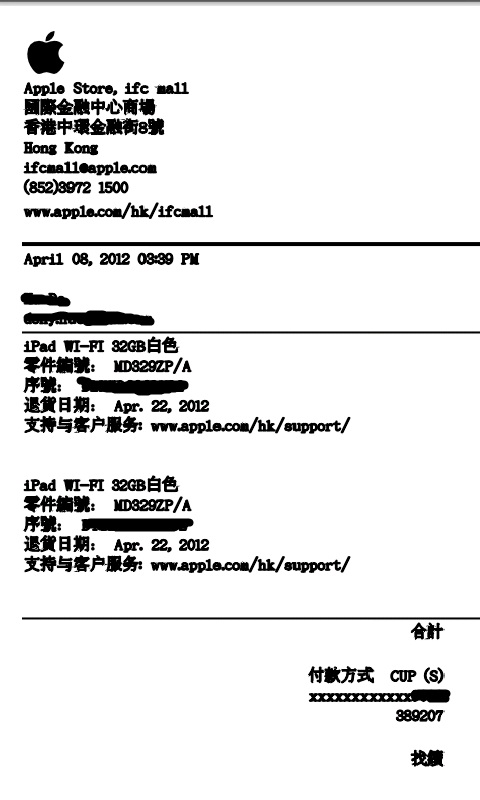 Apple Store, ifc mall
國際金融中心商場
香港中環金融街8號
Hong Kong
ifcmall@apple.com
(852)3972 1500
www.apple.com/hk/ifcmall
April 08, 2012 03:39 PM
iPad WI-FI 32GB白色
零件編號： MD329ZP/A
序號：
退貨日期： Apr. 22, 2012
支持与客户服务: www.apple.com/hk/support/
iPad WI-FI 32GB白色
零件編號： MD329ZP/A
序號：
退貨日期： Apr. 22, 2012
支持与客户服务: www.apple.com/hk/support/
合計
付款方式 CUP (S)
xxxxxxxxxxxx
389207
找續